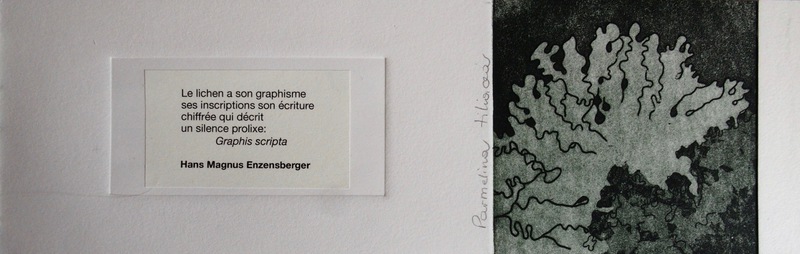 Le lichen a son graphisme
ses inscriptions son écriture
chiffrée qui décrit
un silence prolixe:
Graphis scripta
Hans Magnus Enzensberger
Parmelina tiliacea